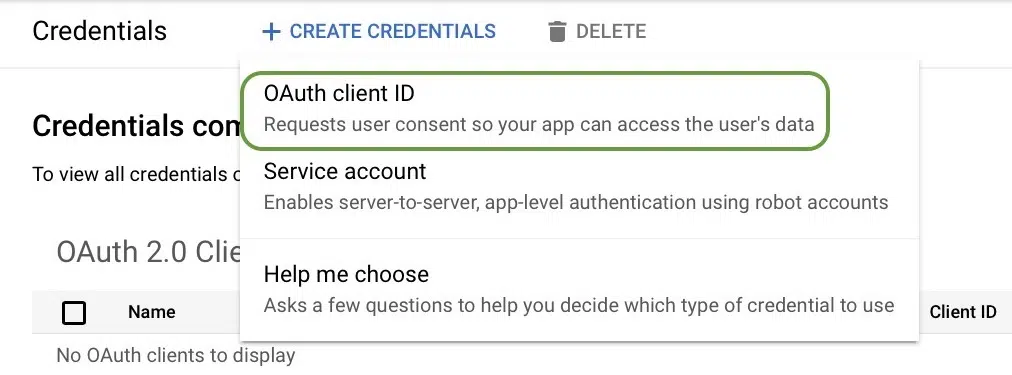 Credentials
+ CREATE CREDENTIALS
DELETE
OAuth client ID
Requests user consent so your app can access the user's data
Credentials com
To view all credentials
Service account
Enables server-to-server, app-level authentication using robot accounts
OAuth 2.0 Clie
Help me choose
Asks a few questions to help you decide which type of credential to use
Name
Client ID
No OAuth clients to display